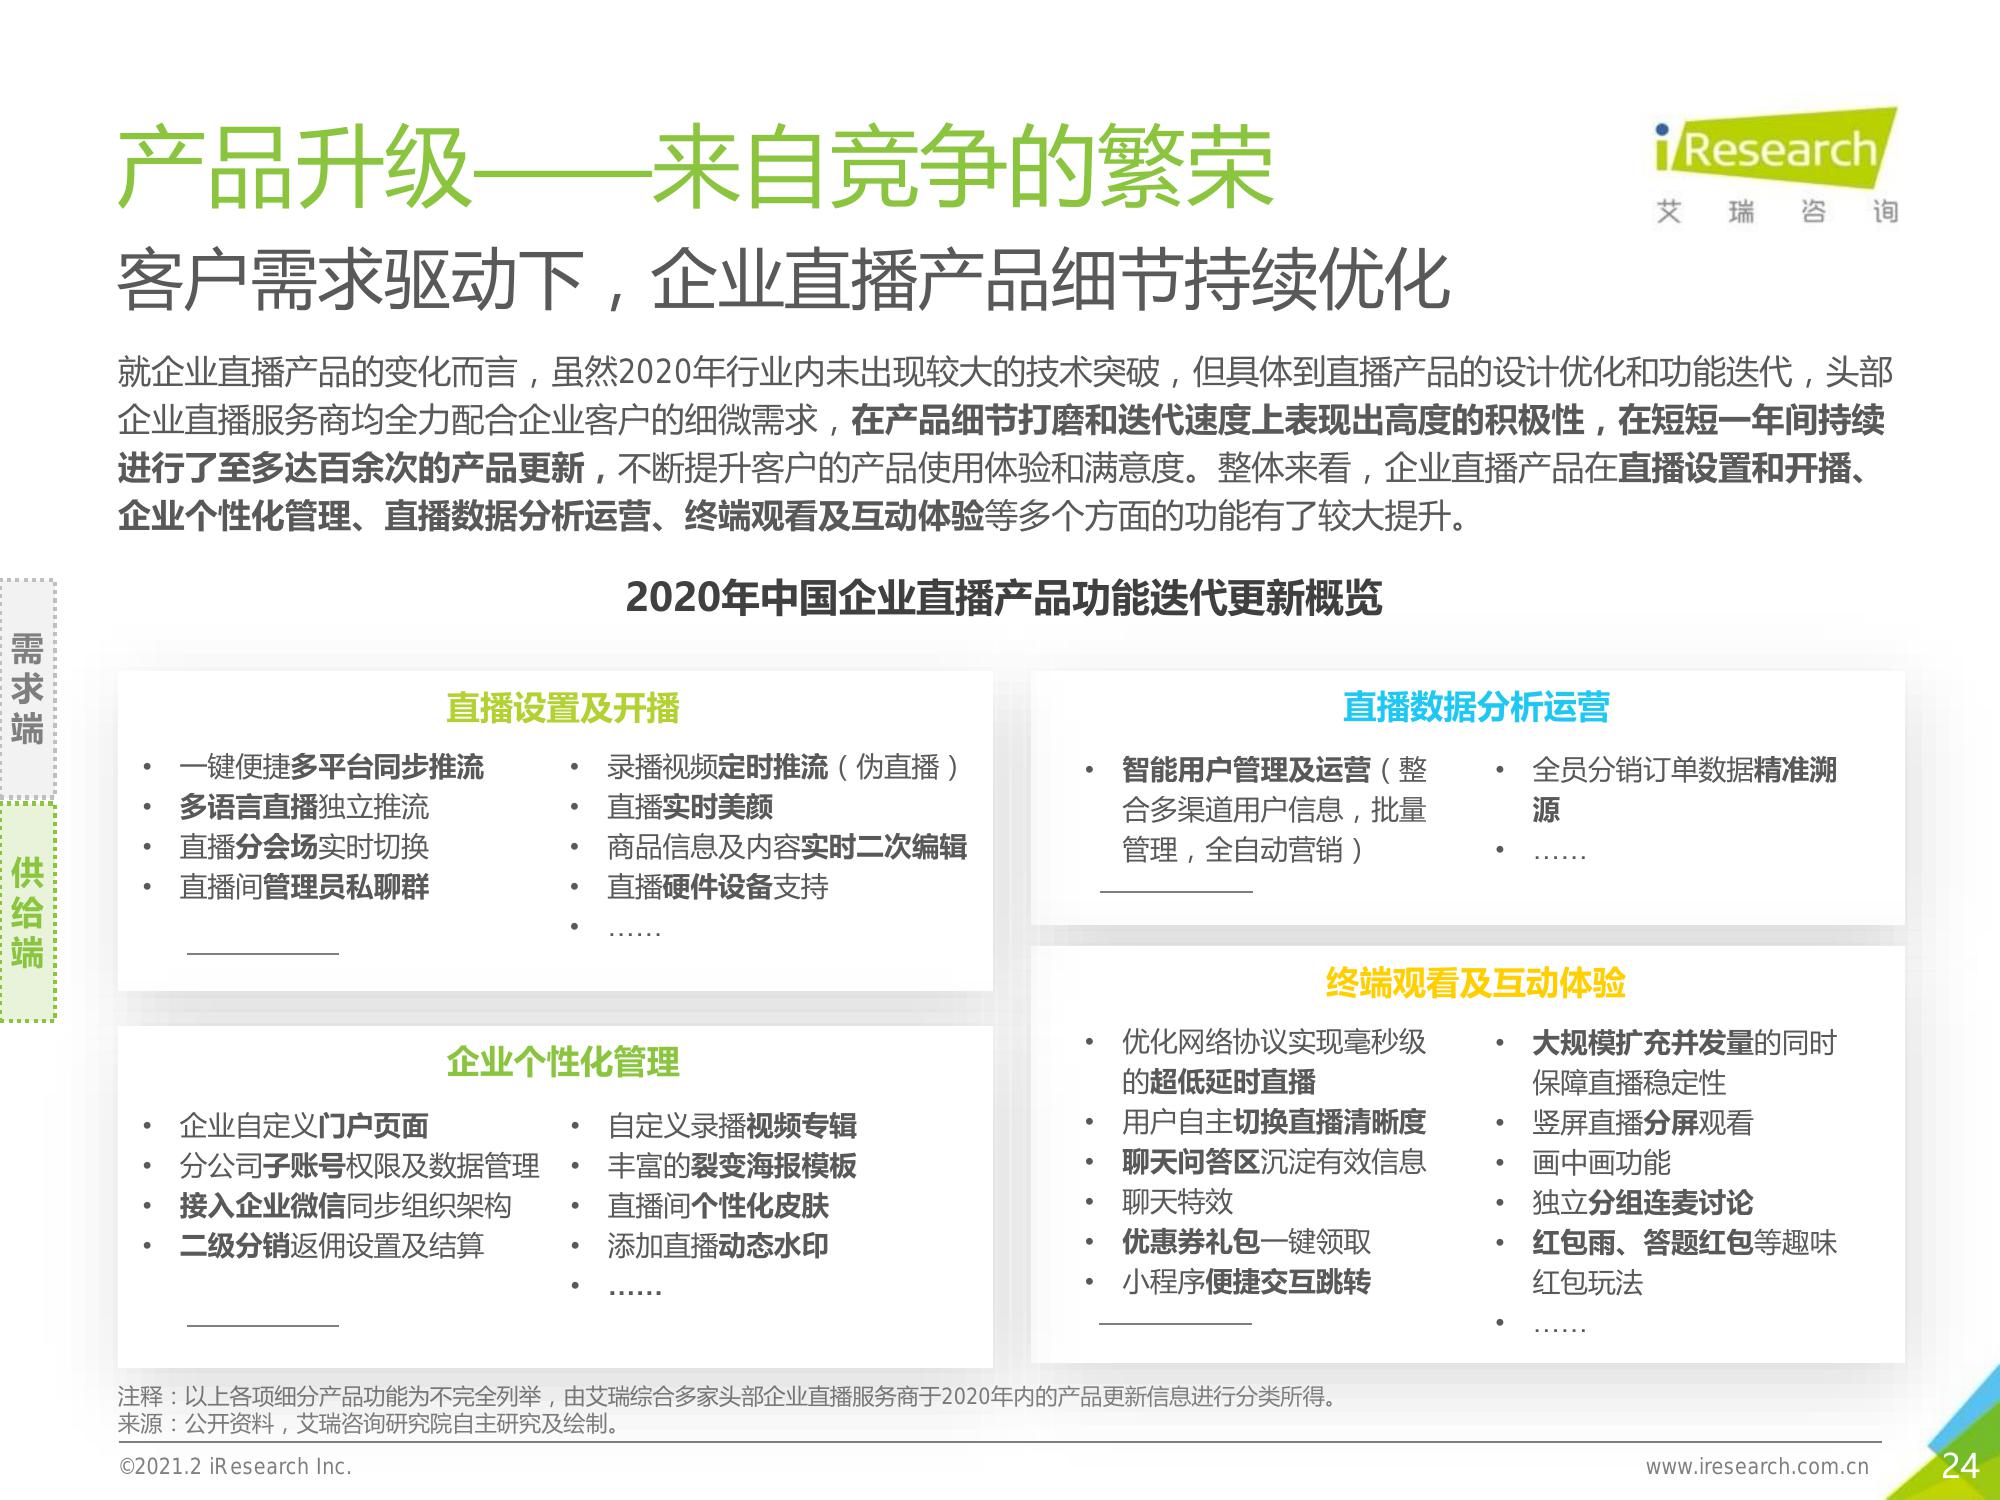 产品升级——来自竞争的繁荣
iResearch
艾瑞咨询
客户需求驱动下，企业直播产品细节持续优化
就企业直播产品的变化而言，虽然2020年行业内未出现较大的技术突破，但具体到直播产品的设计优化和功能迭代，头部
企业直播服务商均全力配合企业客户的细微需求，在产品细节打磨和迭代速度上表现出高度的积极性，在短短一年间持续
进行了至多达百余次的产品更新，不断提升客户的产品使用体验和满意度。整体来看，企业直播产品在直播设置和开播、
企业个性化管理、直播数据分析运营、终端观看及互动体验等多个方面的功能有了较大提升。
2020年中国企业直播产品功能迭代更新概览
需求端
供给端
直播设置及开播
• 一键便捷多平台同步推流
• 多语言直播独立推流
• 直播分会场实时切换
• 直播间管理员私聊群
• 录播视频定时推流（伪直播）
• 直播实时美颜
• 商品信息及内容实时二次编辑
• 直播硬件设备支持
• ……
直播数据分析运营
• 智能用户管理及运营（整
合多渠道用户信息，批量
管理，全自动营销）
• 全员分销订单数据精准溯
源
• ……
企业个性化管理
• 企业自定义门户页面
• 分公司子账号权限及数据管理
• 接入企业微信同步组织架构
• 二级分销返佣设置及结算
• 自定义录播视频专辑
• 丰富的裂变海报模板
• 直播间个性化皮肤
• 添加直播动态水印
• ……
终端观看及互动体验
• 优化网络协议实现毫秒级
的超低延时直播
• 用户自主切换直播清晰度
• 聊天问答区沉淀有效信息
• 聊天特效
• 优惠券礼包一键领取
• 小程序便捷交互跳转
• 大规模扩充并发量的同时
保障直播稳定性
• 竖屏直播分屏观看
• 画中画功能
• 独立分组连麦讨论
• 红包雨、答题红包等趣味
红包玩法
• ……
注释：以上各项细分产品功能为不完全列举，由艾瑞综合多家头部企业直播服务商于2020年内的产品更新信息进行分类所得。
来源：公开资料，艾瑞咨询研究院自主研究及绘制。
©2021.2 iResearch Inc.
www.iresearch.com.cn
24